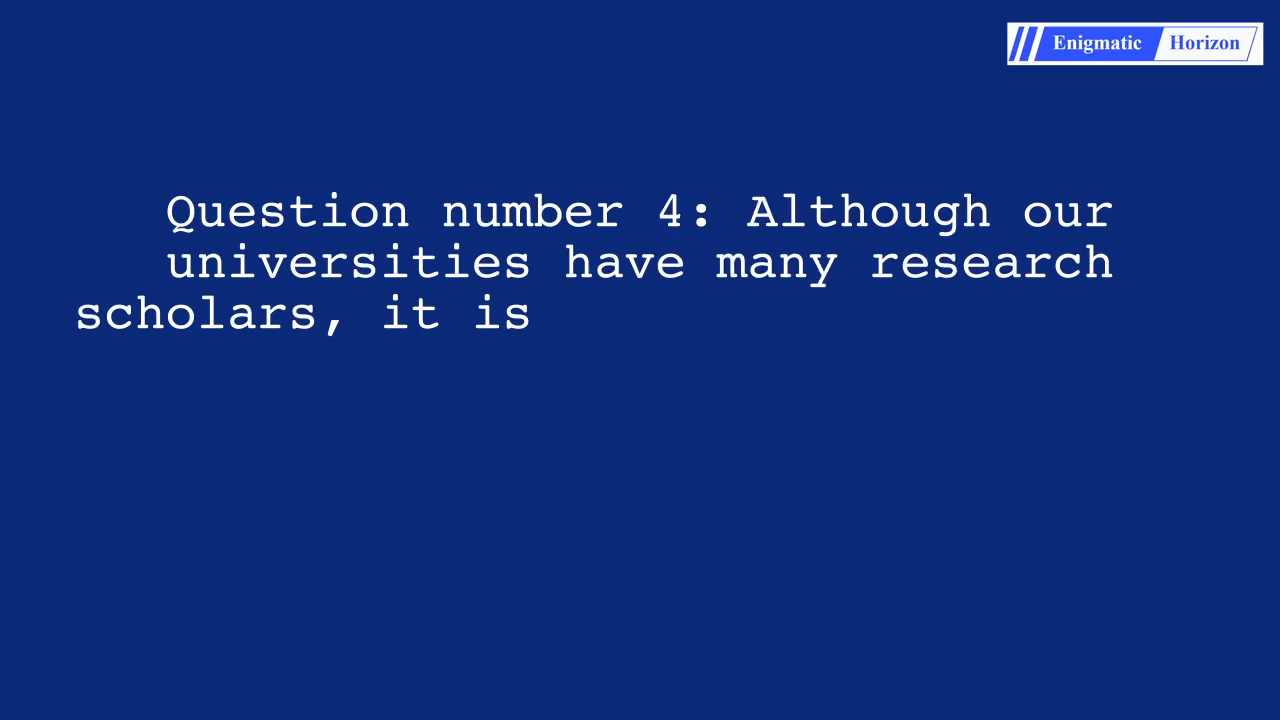 Enigmatic Horizon
Question number 4: Although our
universities have many research
scholars, it is